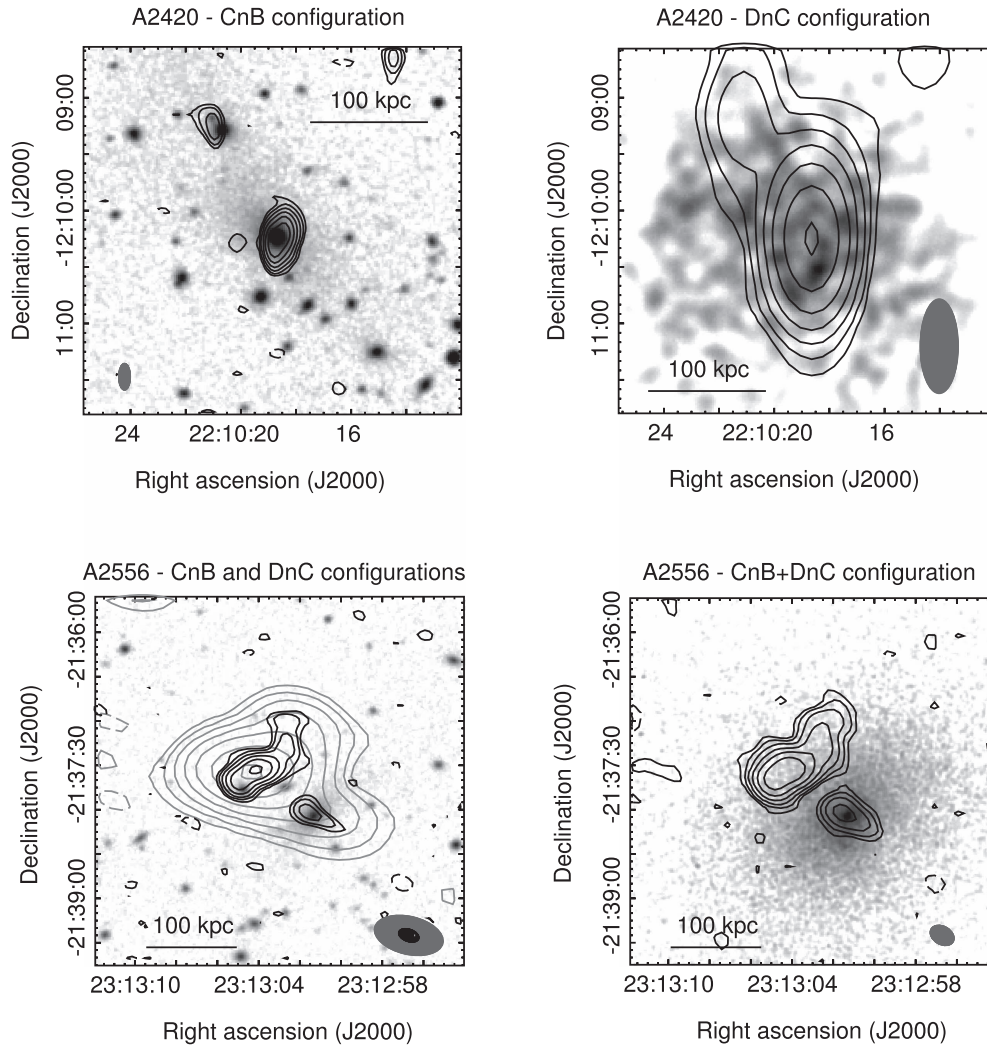 A2420 - CnB configuration
100 kpc
09:00
-12:10:00
11:00
Declination (J2000)
24 22:10:20 16
Right ascension (J2000)
A2420 - DnC configuration
09:00
-12:10:00
11:00
Declination (J2000)
100 kpc
24 22:10:20 16
Right ascension (J2000)
A2556 - CnB and DnC configurations
-21:36:00
-21:37:30
-21:39:00
Declination (J2000)
100 kpc
23:13:10 23:13:04 23:12:58
Right ascension (J2000)
A2556 - CnB+DnC configuration
-21:36:00
-21:37:30
-21:39:00
Declination (J2000)
100 kpc
23:13:10 23:13:04 23:12:58
Right ascension (J2000)